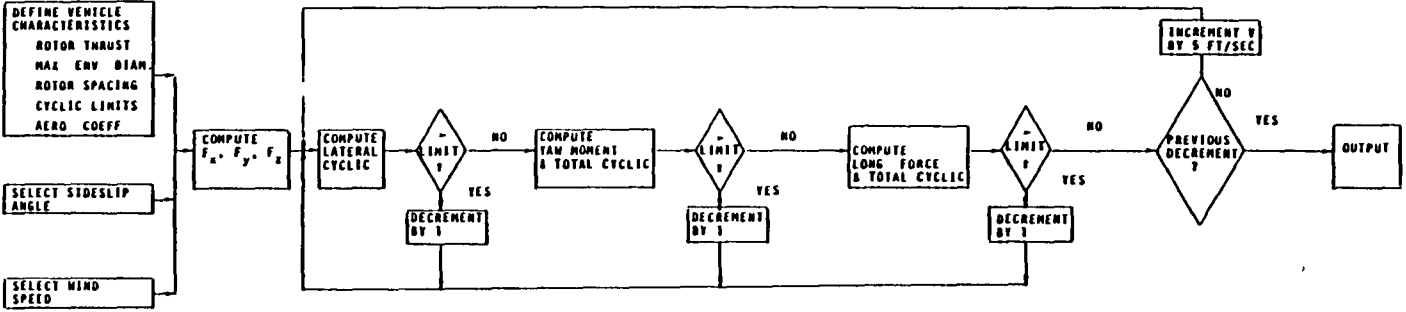 DEFINE VEHICLE
CHARACTERISTICS
ROTOR THRUST
MAX ENV DIAM.
ROTOR SPACING
CYCLIC LIMITS
AERO COEFF
SELECT SIDESLIP
ANGLE
SELECT WIND
SPEED
COMPUTE
Fx, Fy, Fz
COMPUTE
LATERAL
CYCLIC
LIMIT
?
NO
YES
DECREMENT
BY 1
COMPUTE
YAW MOMENT
& TOTAL CYCLIC
LIMIT
?
NO
YES
DECREMENT
BY 1
COMPUTE
LONG FORCE
& TOTAL CYCLIC
LIMIT
?
NO
YES
DECREMENT
BY 1
INCREMENT V
BY 5 FT/SEC
NO
PREVIOUS
DECREMENT
?
YES
OUTPUT